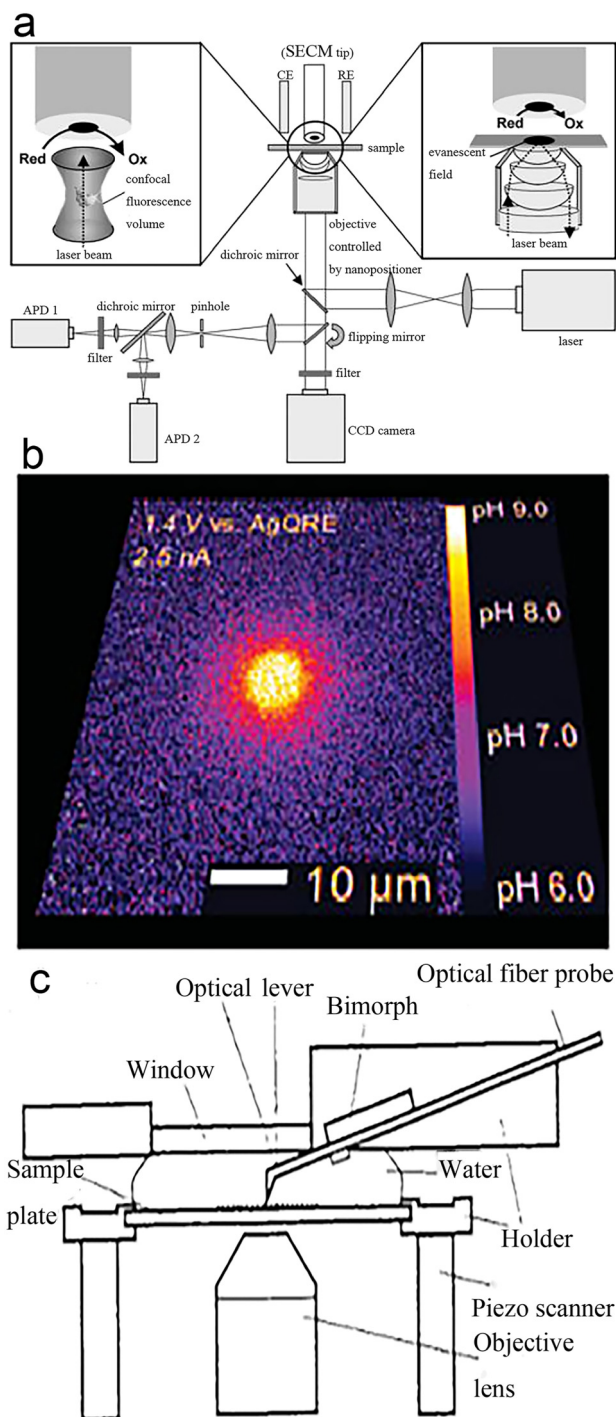 a
(SECM tip)
CE
RE
sample
Red
Ox
confocal
fluorescence
volume
laser beam
Red
Ox
evanescent
field
laser beam
objective
controlled
by nanopositioner
dichroic mirror
APD 1
dichroic mirror
pinhole
flipping mirror
laser
filter
filter
APD 2
CCD camera
b
1.4 V vs. AgQRE
2.5 nA
pH 9.0
pH 8.0
pH 7.0
pH 6.0
10 µm
c
Optical fiber probe
Optical lever
Bimorph
Window
Sample
plate
Water
Holder
Piezo scanner
Objective
lens